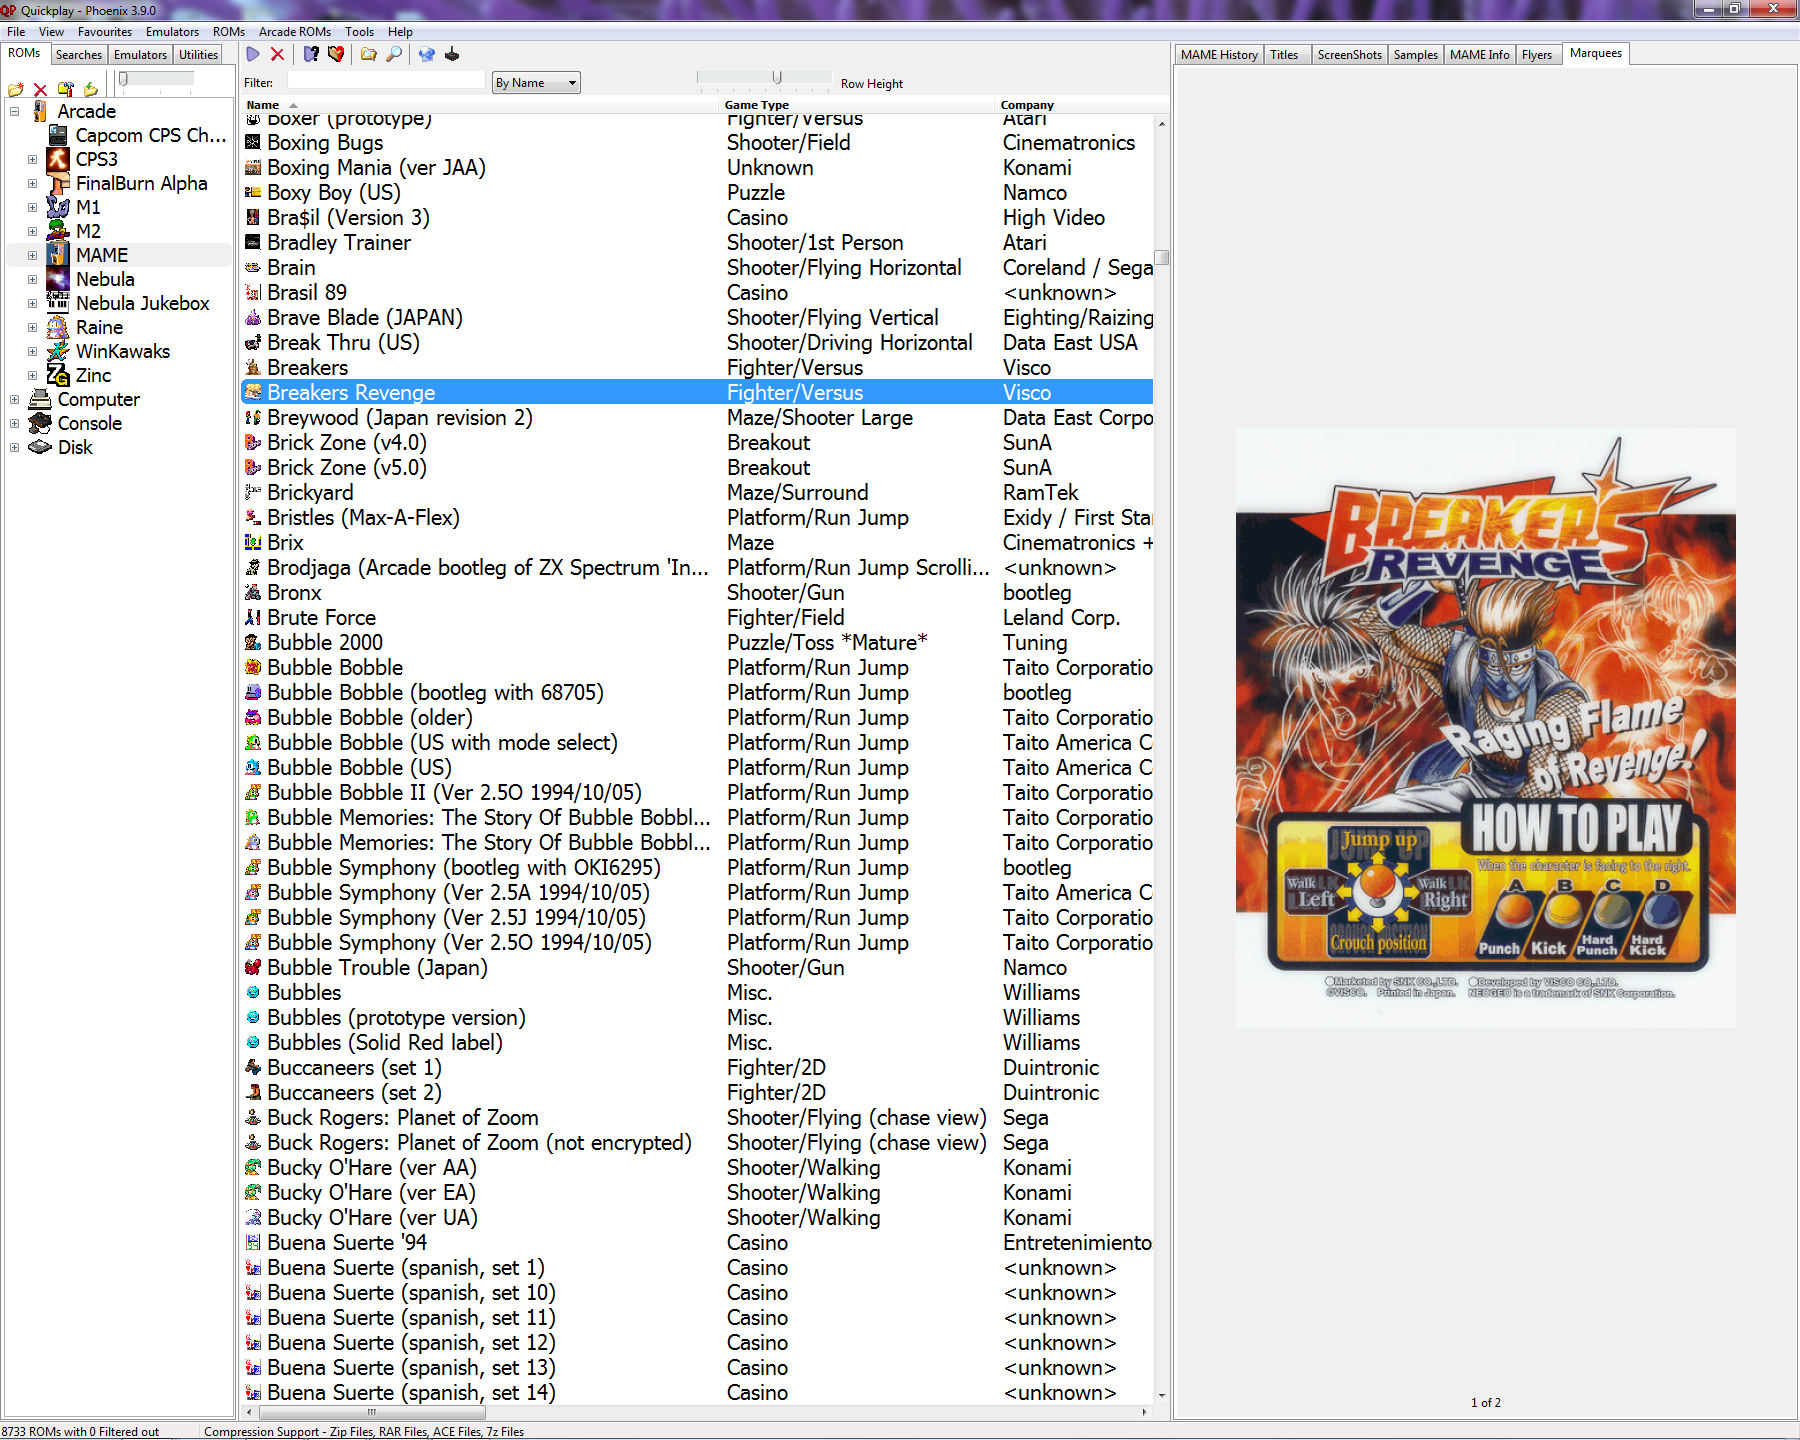 Quickplay - Phoenix 3.9.0
File View Favourites Emulators ROMs Arcade ROMs Tools Help
ROMs Searches Emulators Utilities
Arcade
Capcom CPS Ch...
CPS3
FinalBurn Alpha
M1
M2
MAME
Nebula
Nebula Jukebox
Raine
WinKawaks
Zinc
Computer
Console
Disk
Filter: By Name Row Height
Name Game Type Company
Boxer (prototype) Fighter/Versus Atari
Boxing Bugs Shooter/Field Cinematronics
Boxing Mania (ver JAA) Unknown Konami
Boxy Boy (US) Puzzle Namco
Bra$il (Version 3) Casino High Video
Bradley Trainer Shooter/1st Person Atari
Brain Shooter/Flying Horizontal Coreland / Sega
Brasil 89 Casino <unknown>
Brave Blade (JAPAN) Shooter/Flying Vertical Eighting/Raizing
Break Thru (US) Shooter/Driving Horizontal Data East USA
Breakers Fighter/Versus Visco
Breakers Revenge Fighter/Versus Visco
Breywood (Japan revision 2) Maze/Shooter Large Data East Corpo
Brick Zone (v4.0) Breakout SunA
Brick Zone (v5.0) Breakout SunA
Brickyard Maze/Surround RamTek
Bristles (Max-A-Flex) Platform/Run Jump Exidy / First Sta
Brix Maze Cinematronics +
Brodjaga (Arcade bootleg of ZX Spectrum 'In... Platform/Run Jump Scrolli... <unknown>
Bronx Shooter/Gun bootleg
Brute Force Fighter/Field Leland Corp.
Bubble 2000 Puzzle/Toss *Mature* Tuning
Bubble Bobble Platform/Run Jump Taito Corporatio
Bubble Bobble (bootleg with 68705) Platform/Run Jump bootleg
Bubble Bobble (older) Platform/Run Jump Taito Corporatio
Bubble Bobble (US with mode select) Platform/Run Jump Taito America C
Bubble Bobble (US) Platform/Run Jump Taito America C
Bubble Bobble II (Ver 2.5O 1994/10/05) Platform/Run Jump Taito Corporatio
Bubble Memories: The Story Of Bubble Bobbl... Platform/Run Jump Taito Corporatio
Bubble Memories: The Story Of Bubble Bobbl... Platform/Run Jump Taito Corporatio
Bubble Symphony (bootleg with OKI6295) Platform/Run Jump bootleg
Bubble Symphony (Ver 2.5A 1994/10/05) Platform/Run Jump Taito America C
Bubble Symphony (Ver 2.5J 1994/10/05) Platform/Run Jump Taito Corporatio
Bubble Symphony (Ver 2.5O 1994/10/05) Platform/Run Jump Taito Corporatio
Bubble Trouble (Japan) Shooter/Gun Namco
Bubbles Misc. Williams
Bubbles (prototype version) Misc. Williams
Bubbles (Solid Red label) Misc. Williams
Buccaneers (set 1) Fighter/2D Duintronic
Buccaneers (set 2) Fighter/2D Duintronic
Buck Rogers: Planet of Zoom Shooter/Flying (chase view) Sega
Buck Rogers: Planet of Zoom (not encrypted) Shooter/Flying (chase view) Sega
Bucky O'Hare (ver AA) Shooter/Walking Konami
Bucky O'Hare (ver EA) Shooter/Walking Konami
Bucky O'Hare (ver UA) Shooter/Walking Konami
Buena Suerte '94 Casino Entretenimiento
Buena Suerte (spanish, set 1) Casino <unknown>
Buena Suerte (spanish, set 10) Casino <unknown>
Buena Suerte (spanish, set 11) Casino <unknown>
Buena Suerte (spanish, set 12) Casino <unknown>
Buena Suerte (spanish, set 13) Casino <unknown>
Buena Suerte (spanish, set 14) Casino <unknown>
MAME History Titles ScreenShots Samples MAME Info Flyers Marquees
BREAKERS
REVENGE
Raging Flame
of Revenge!
HOW TO PLAY
When the character is facing to the right.
Jump up
Walk Left
Walk Right
Crouch position
A B C D
Punch Kick Hard Punch Hard Kick
Marketed by SNK CO.,LTD. Developed by VISCO CO.,LTD.
©VISCO. Printed in Japan. NEOGEO is a trademark of SNK Corporation.
1 of 2
8733 ROMs with 0 Filtered out Compression Support - Zip Files, RAR Files, ACE Files, 7z Files